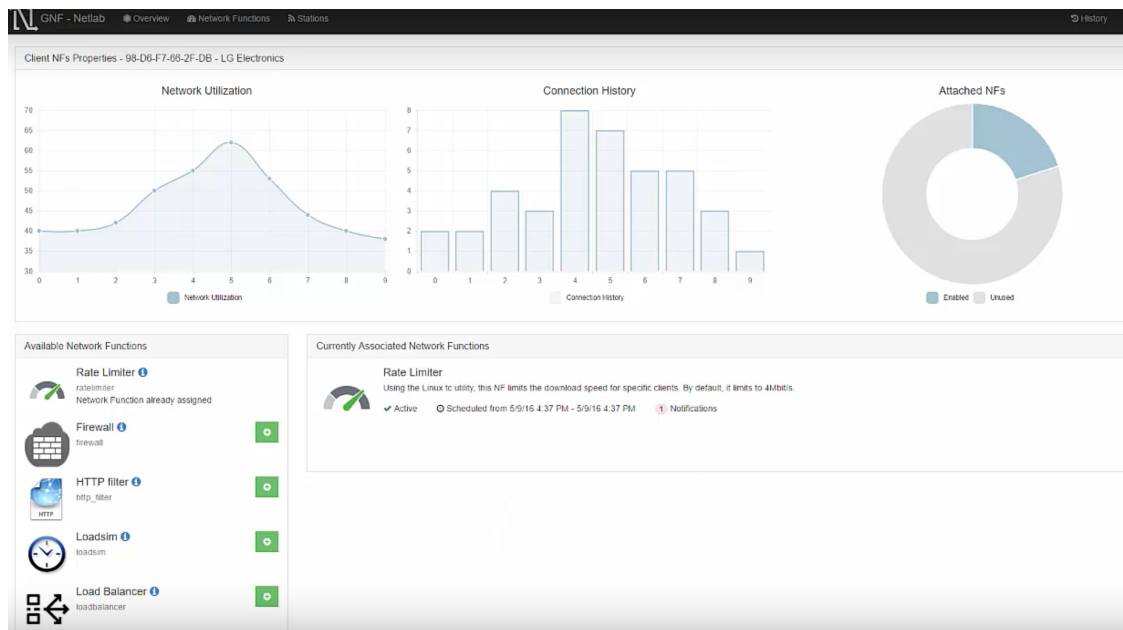 GNF - Netlab Overview Network Functions Stations History
Client NFs Properties - 98-D6-F7-66-2F-DB - LG Electronics
Network Utilization
70
65
60
55
50
45
40
35
30
0 1 2 3 4 5 6 7 8 9
Network Utilization
Connection History
8
7
6
5
4
3
2
1
0
0 1 2 3 4 5 6 7 8 9
Connection History
Attached NFs
Enabled Unused
Available Network Functions
Rate Limiter
ratelimiter
Network Function already assigned
Firewall
firewall
HTTP filter
http_filter
HTTP
Loadsim
loadsim
Load Balancer
loadbalancer
Currently Associated Network Functions
Rate Limiter
Using the Linux tc utility, this NF limits the download speed for specific clients. By default, it limits to 4Mbit/s.
Active Scheduled from 5/9/16 4:37 PM - 5/9/16 4:37 PM 1 Notifications